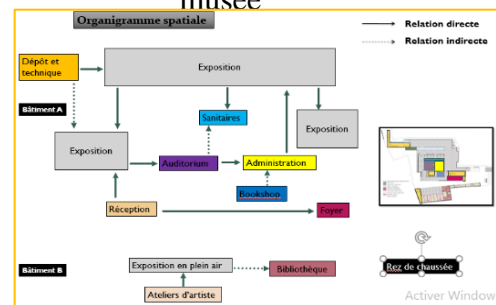 musée
Organigramme spatiale
Relation directe
Relation indirecte
Dépôt et
technique
Exposition
Bâtiment A
Sanitaires
Exposition
Exposition
Auditorium
Administration
Bookshop
Réception
Foyer
Bâtiment B
Exposition en plein air
Bibliothèque
Rez de chaussée
Ateliers d'artiste
Activer Window